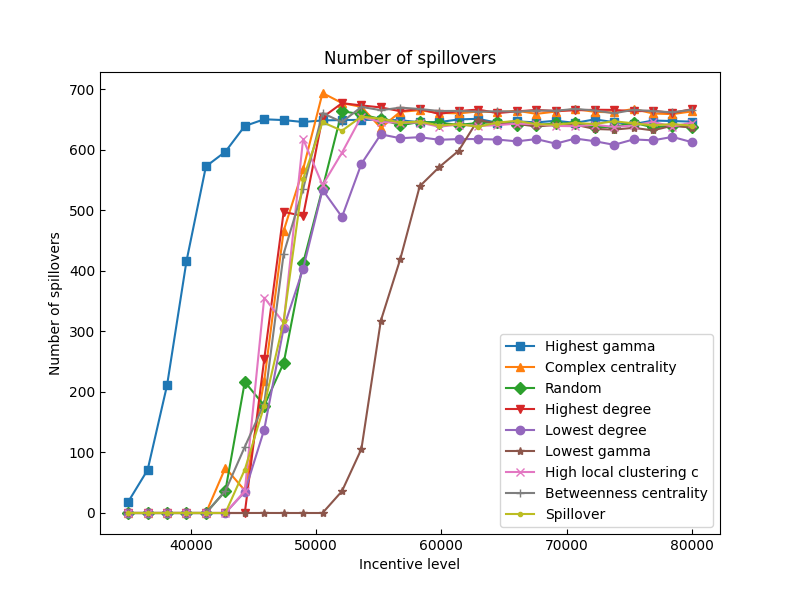 Number of spillovers
Number of spillovers
700
600
500
400
300
200
100
0
40000 50000 60000 70000 80000
Incentive level
Highest gamma
Complex centrality
Random
Highest degree
Lowest degree
Lowest gamma
High local clustering c
Betweenness centrality
Spillover